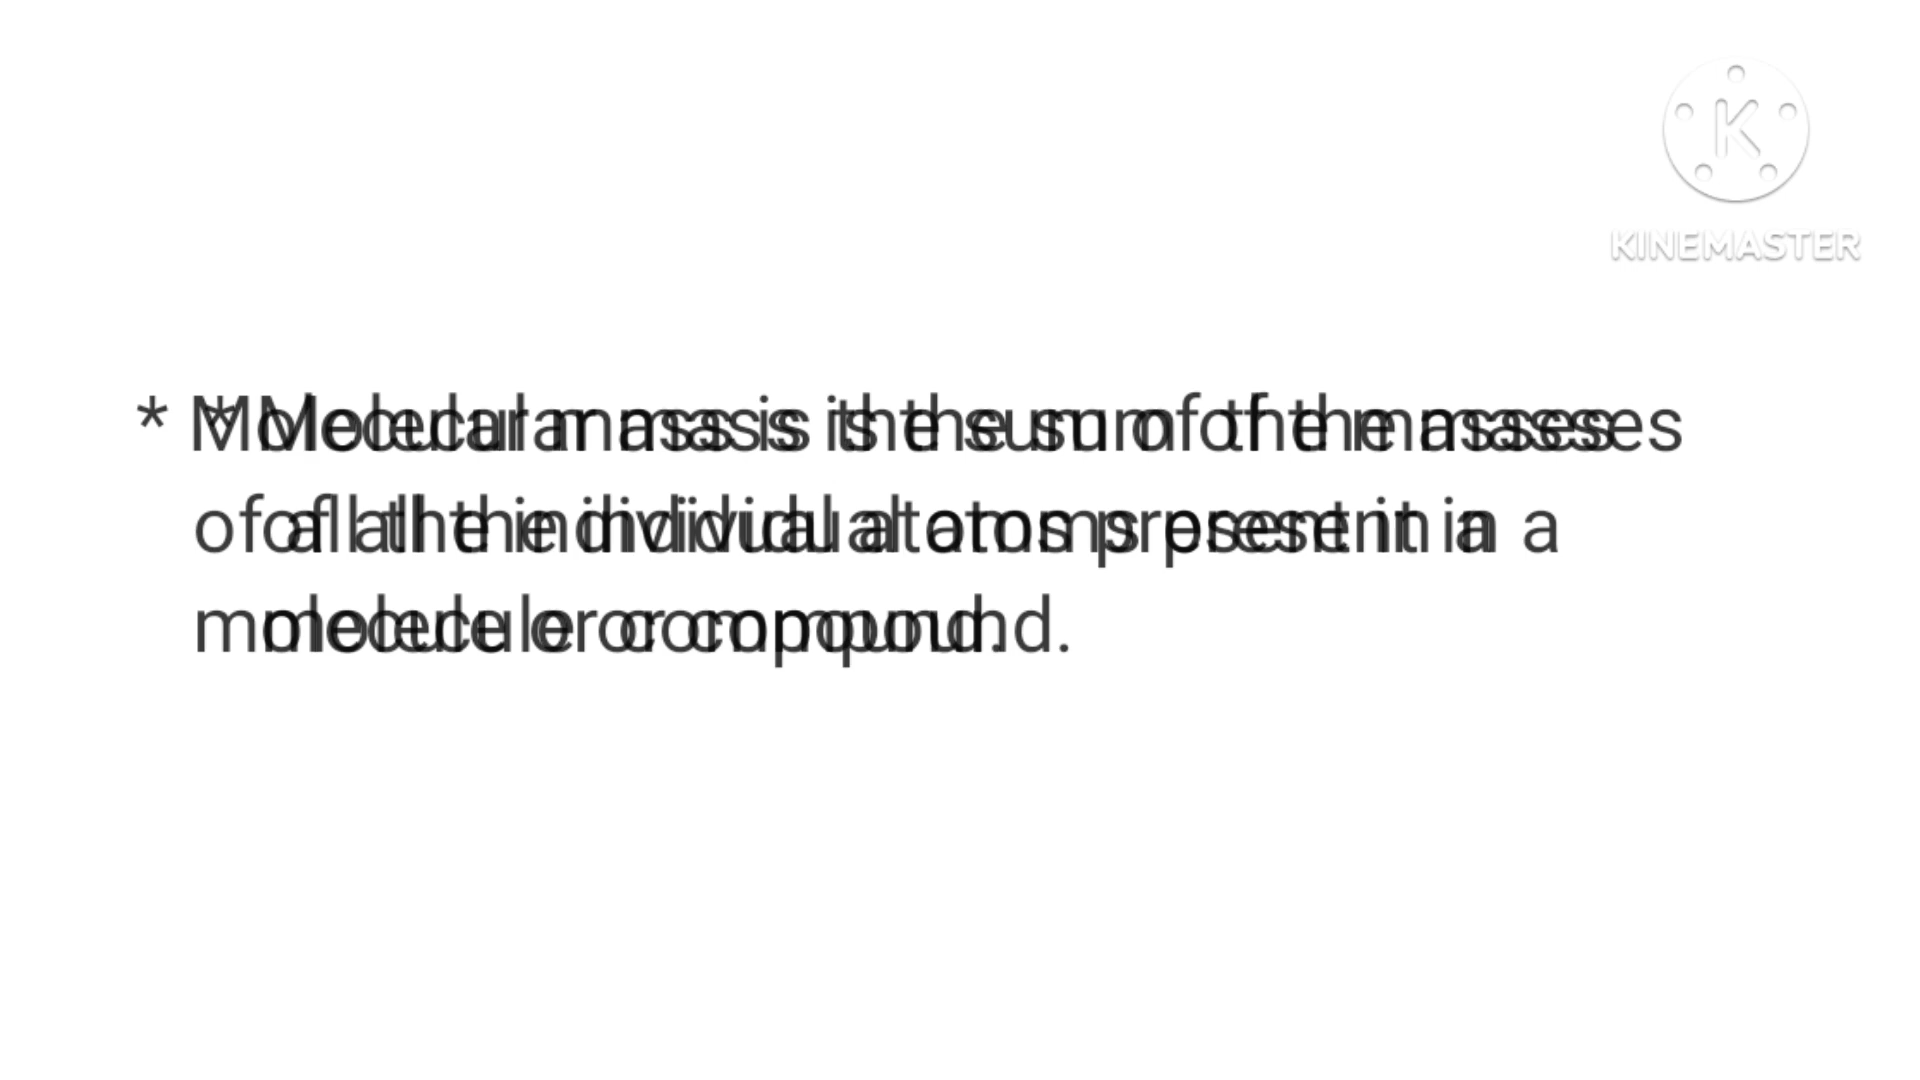 KINEMASTER
* Molecular mass is the sum of the masses
of all the individual atoms present in a
molecule or compound.